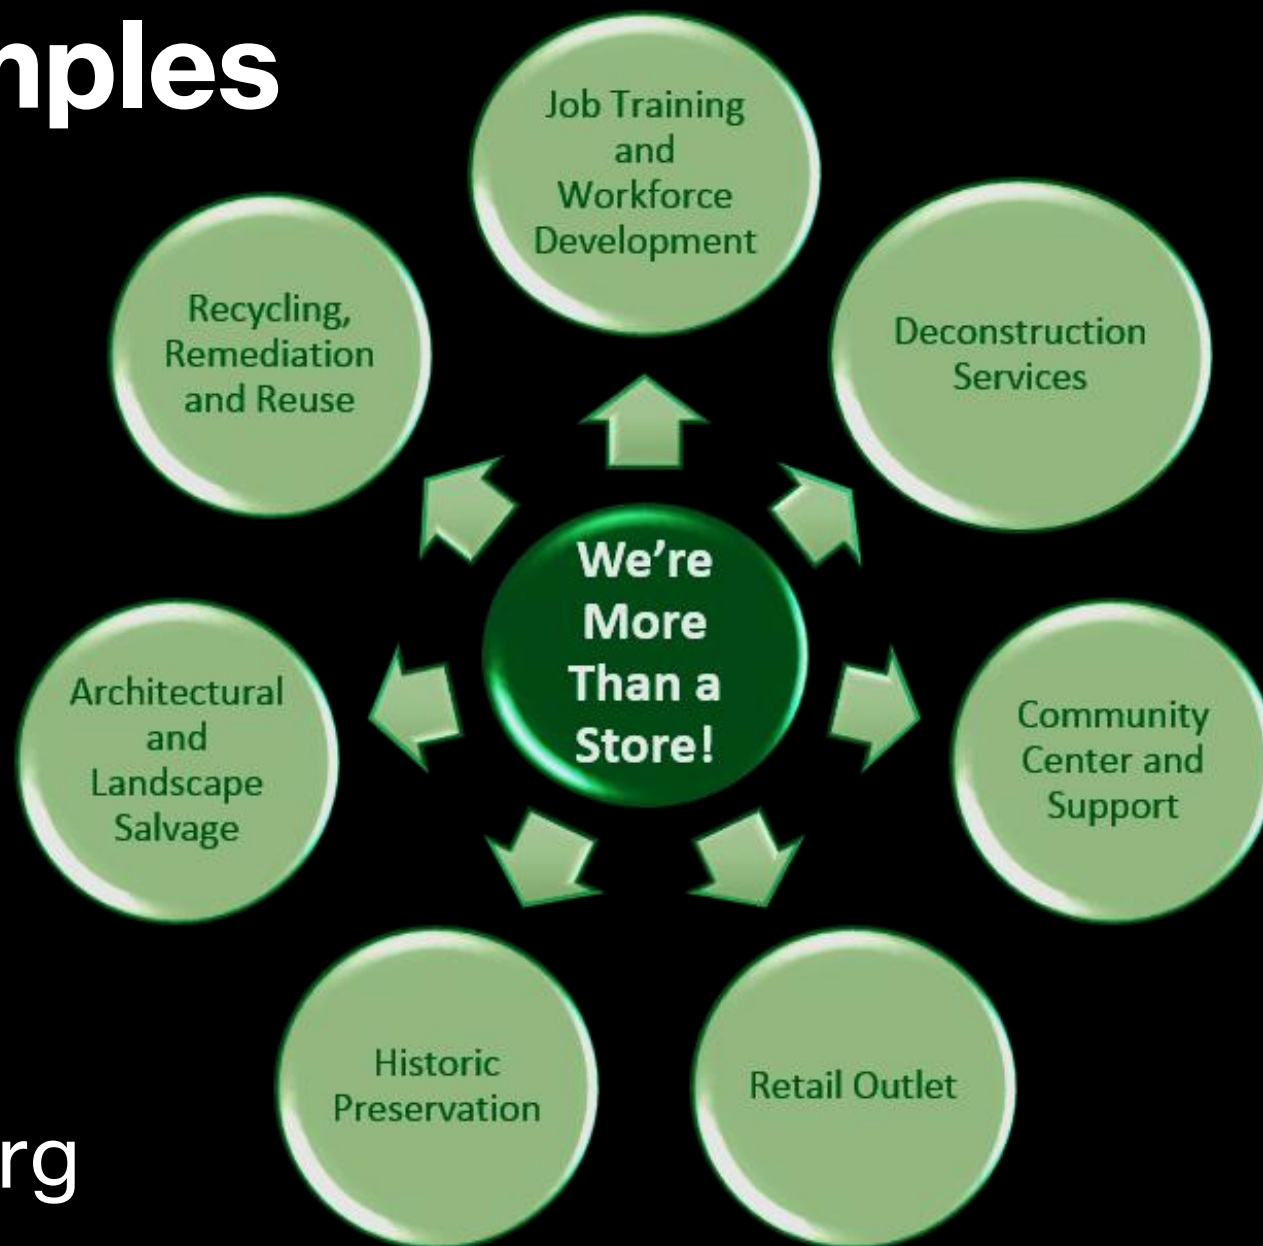 mples
Job Training
and
Workforce
Development
Deconstruction
Services
Community
Center and
Support
Retail Outlet
Historic
Preservation
Architectural
and
Landscape
Salvage
Recycling,
Remediation
and Reuse
We're
More
Than a
Store!
rg